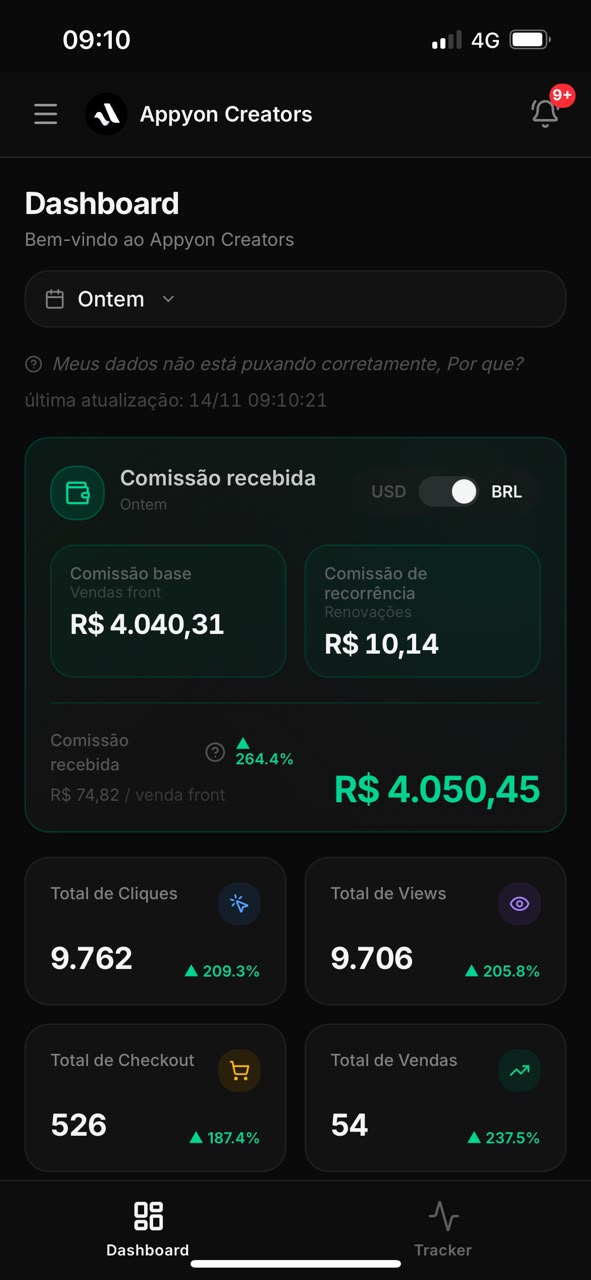 09:10
4G
Appyon Creators
9+
Dashboard
Bem-vindo ao Appyon Creators
Ontem
Meus dados não está puxando corretamente, Por que?
última atualização: 14/11 09:10:21
Comissão recebida
Ontem
USD
BRL
Comissão base
Vendas front
R$ 4.040,31
Comissão de
recorrência
Renovações
R$ 10,14
Comissão
recebida
▲
264.4%
R$ 74,82 / venda front
R$ 4.050,45
Total de Cliques
9.762
▲ 209.3%
Total de Views
9.706
▲ 205.8%
Total de Checkout
526
▲ 187.4%
Total de Vendas
54
▲ 237.5%
Dashboard
Tracker